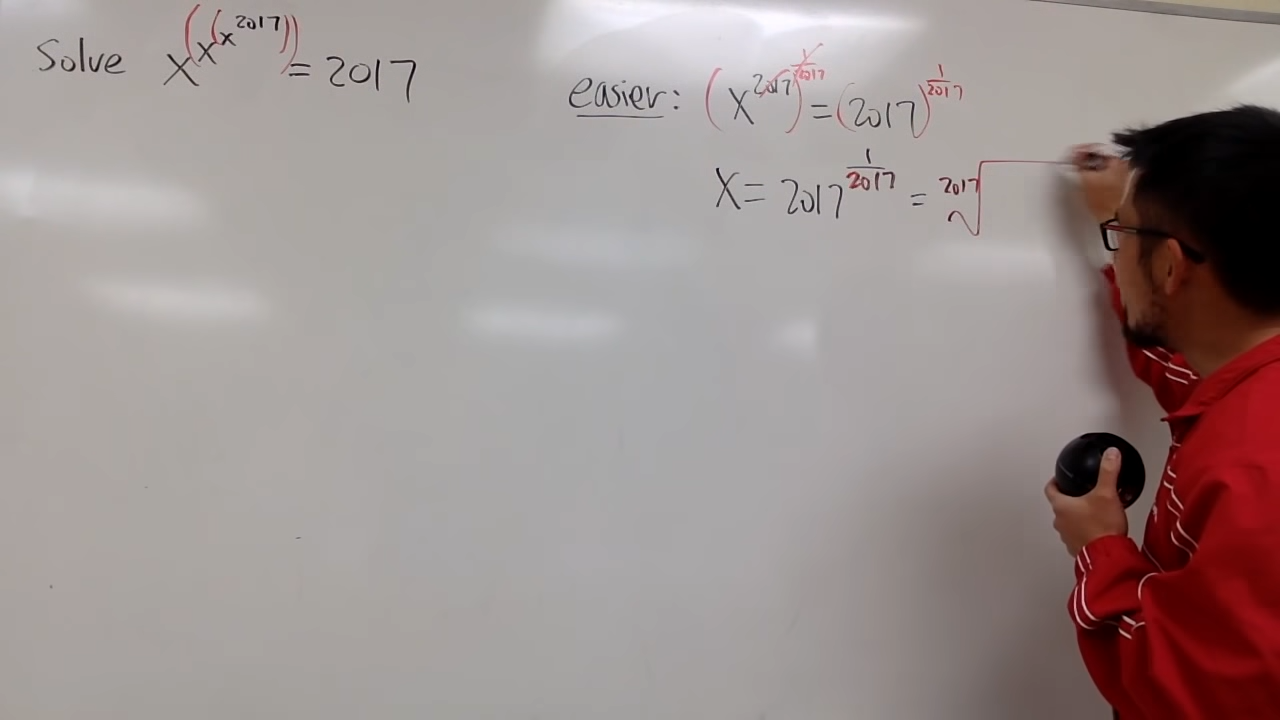 Solve x^(x^(x^2017)) = 2017
easier: (x^2017)^(1/2017) = (2017)^(1/2017)
x = 2017^(1/2017) = ²⁰¹⁷√